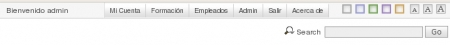 Bienvenido admin Mi Cuenta Formación Empleados Admin Salir Acerca de A A A
Search Go